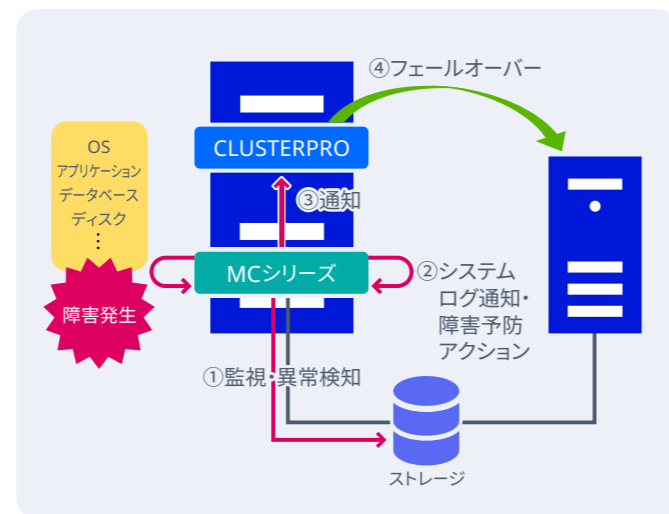 ④フェールオーバー
CLUSTERPRO
OS
アプリケーション
データベース
ディスク
⋮
障害発生
③通知
MCシリーズ
②システム
ログ通知・
障害予防
アクション
①監視・異常検知
ストレージ